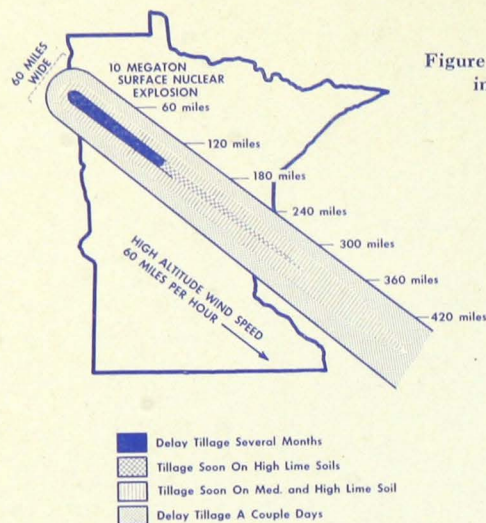 Figure
in
60 MILES
WIDE
10 MEGATON
SURFACE NUCLEAR
EXPLOSION
60 miles
120 miles
180 miles
240 miles
300 miles
360 miles
420 miles
HIGH ALTITUDE WIND SPEED
60 MILES PER HOUR
Delay Tillage Several Months
Tillage Soon On High Lime Soils
Tillage Soon On Med. and High Lime Soil
Delay Tillage A Couple Days